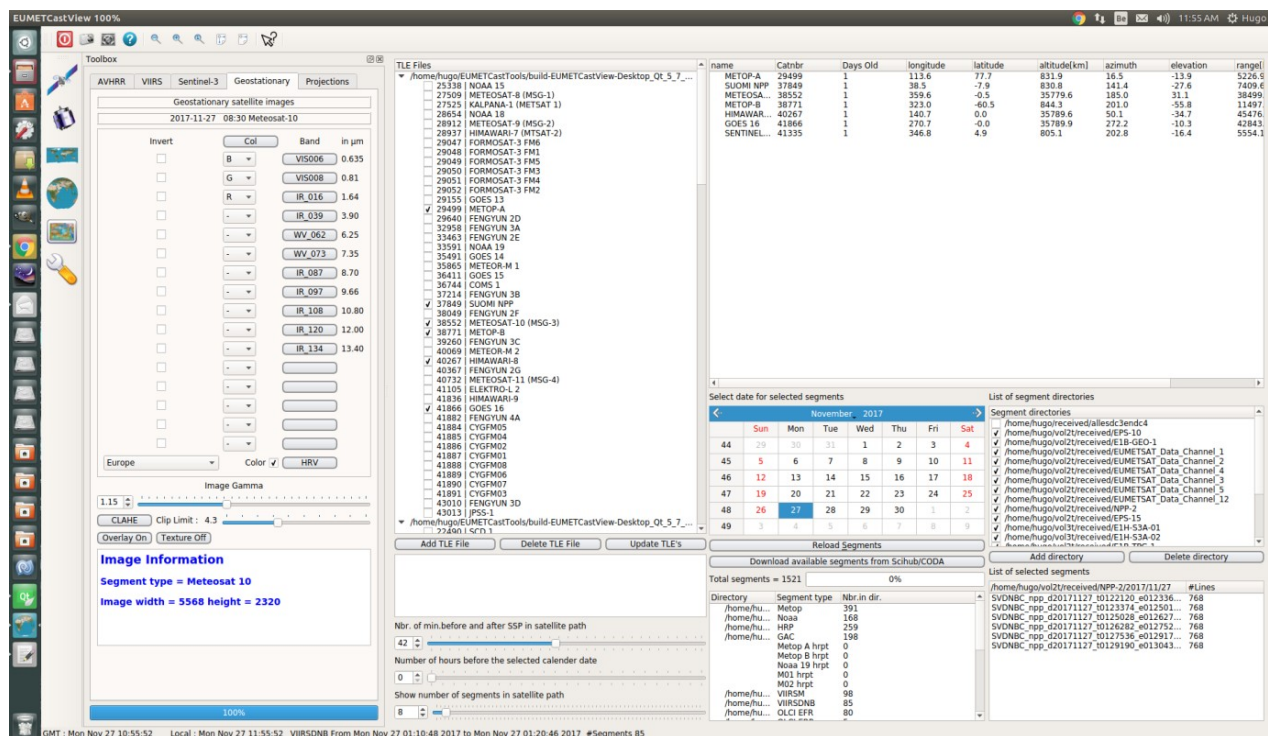 EUMETCastView 100%
Be 11:55 AM Hugo
Toolbox
AVHRR VIIRS Sentinel-3 Geostationary Projections
Geostationary satellite images
2017-11-27 08:30 Meteosat-10
Invert Col Band in µm
B VIS006 0.635
G VIS008 0.81
R IR_016 1.64
- IR_039 3.90
- WV_062 6.25
- WV_073 7.35
- IR_087 8.70
- IR_097 9.66
- IR_108 10.80
- IR_120 12.00
- IR_134 13.40
-
-
-
-
-
Europe Color HRV
Image Gamma
1.15
CLAHE Clip Limit : 4.3
Overlay On Texture Off
Image Information
Segment type = Meteosat 10
Image width = 5568 height = 2320
100%
TLE Files
/home/hugo/EUMETCastTools/build-EUMETCastView-Desktop_Qt_5_7_...
25338 | NOAA 15
27509 | METEOSAT-8 (MSG-1)
27525 | KALPANA-1 (METSAT 1)
28654 | NOAA 18
28912 | METEOSAT-9 (MSG-2)
28937 | HIMAWARI-7 (MTSAT-2)
29047 | FORMOSAT-3 FM6
29048 | FORMOSAT-3 FM1
29049 | FORMOSAT-3 FM5
29050 | FORMOSAT-3 FM3
29051 | FORMOSAT-3 FM4
29052 | FORMOSAT-3 FM2
29155 | GOES 13
29499 | METOP-A
29640 | FENGYUN 2D
32958 | FENGYUN 3A
33463 | FENGYUN 2E
33591 | NOAA 19
35491 | GOES 14
35865 | METEOR-M 1
36411 | GOES 15
36744 | COMS 1
37214 | FENGYUN 3B
37849 | SUOMI NPP
38049 | FENGYUN 2F
38552 | METEOSAT-10 (MSG-3)
38771 | METOP-B
39260 | FENGYUN 3C
40069 | METEOR-M 2
40267 | HIMAWARI-8
40367 | FENGYUN 2G
40732 | METEOSAT-11 (MSG-4)
41105 | ELEKTRO-L 2
41836 | HIMAWARI-9
41866 | GOES 16
41882 | FENGYUN 4A
41884 | CYGFM05
41885 | CYGFM04
41886 | CYGFM02
41887 | CYGFM01
41888 | CYGFM08
41889 | CYGFM06
41890 | CYGFM07
41891 | CYGFM03
43010 | FENGYUN 3D
43013 | JPSS-1
/home/hugo/EUMETCastTools/build-EUMETCastView-Desktop_Qt_5_7_...
22490 | SCD 1
Add TLE File Delete TLE File Update TLE's
Nbr. of min.before and after SSP in satellite path
42
Number of hours before the selected calender date
0
Show number of segments in satellite path
8
name Catnbr Days Old longitude latitude altitude[km] azimuth elevation range[
METOP-A 29499 1 113.6 77.7 831.9 16.5 -13.9 5226.9
SUOMI NPP 37849 1 38.5 -7.9 830.8 141.4 -27.6 7409.6
METEOSA... 38552 1 359.6 -0.5 35779.6 185.0 31.1 38499.
METOP-B 38771 1 323.0 -60.5 844.3 201.0 -55.8 11497.
HIMAWAR... 40267 1 140.7 0.0 35789.6 50.1 -34.7 45476.
GOES 16 41866 1 270.7 -0.0 35789.9 272.2 -10.3 42843.
SENTINEL... 41335 1 346.8 4.9 805.1 202.8 -16.4 5554.1
Select date for selected segments
November, 2017
Sun Mon Tue Wed Thu Fri Sat
44 29 30 31 1 2 3 4
45 5 6 7 8 9 10 11
46 12 13 14 15 16 17 18
47 19 20 21 22 23 24 25
48 26 27 28 29 30 1 2
49 3 4 5 6 7 8 9
Reload Segments
Download available segments from Scihub/CODA
Total segments = 1521 0%
Directory Segment type Nbr.in dir.
/home/hu... Metop 391
/home/hu... Noaa 168
/home/hu... HRP 259
/home/hu... GAC 198
Metop A hrpt 0
Metop B hrpt 0
Noaa 19 hrpt 0
M01 hrpt 0
M02 hrpt 0
/home/hu... VIIRSM 98
/home/hu... VIIRSDNB 85
/home/hu... OLCI EFR 80
List of segment directories
Segment directories
/home/hugo/received/allesdc3endc4
/home/hugo/vol2t/received/EPS-10
/home/hugo/vol2t/received/E1B-GEO-1
/home/hugo/vol2t/received/EUMETSAT_Data_Channel_1
/home/hugo/vol2t/received/EUMETSAT_Data_Channel_2
/home/hugo/vol2t/received/EUMETSAT_Data_Channel_4
/home/hugo/vol2t/received/EUMETSAT_Data_Channel_3
/home/hugo/vol2t/received/EUMETSAT_Data_Channel_5
/home/hugo/vol2t/received/EUMETSAT_Data_Channel_12
/home/hugo/vol2t/received/NPP-2
/home/hugo/vol2t/received/EPS-15
/home/hugo/vol3t/received/E1H-S3A-01
/home/hugo/vol3t/received/E1H-S3A-02
Add directory Delete directory
List of selected segments
/home/hugo/vol2t/received/NPP-2/2017/11/27 #Lines
SVDNBC_npp_d20171127_t0122120_e012336... 768
SVDNBC_npp_d20171127_t0123374_e012501... 768
SVDNBC_npp_d20171127_t0125028_e012627... 768
SVDNBC_npp_d20171127_t0126282_e012752... 768
SVDNBC_npp_d20171127_t0127536_e012917... 768
SVDNBC_npp_d20171127_t0129190_e013043... 768
GMT : Mon Nov 27 10:55:52 Local : Mon Nov 27 11:55:52 VIIRSDNB From Mon Nov 27 01:10:48 2017 to Mon Nov 27 01:20:46 2017 #Segments 85